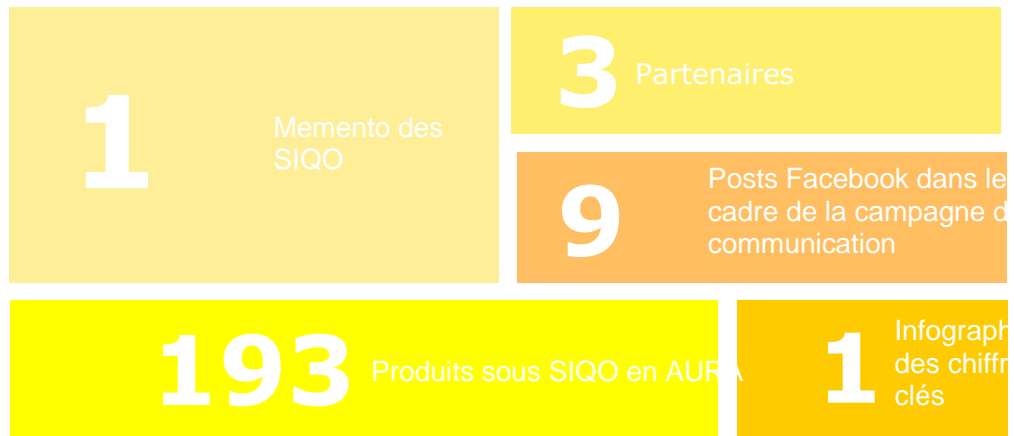 1
Memento des
SIQO
3 Partenaires
9
Posts Facebook dans le
cadre de la campagne d
communication
193 Produits sous SIQO en AURA
1
Infograph
des chiffr
clés